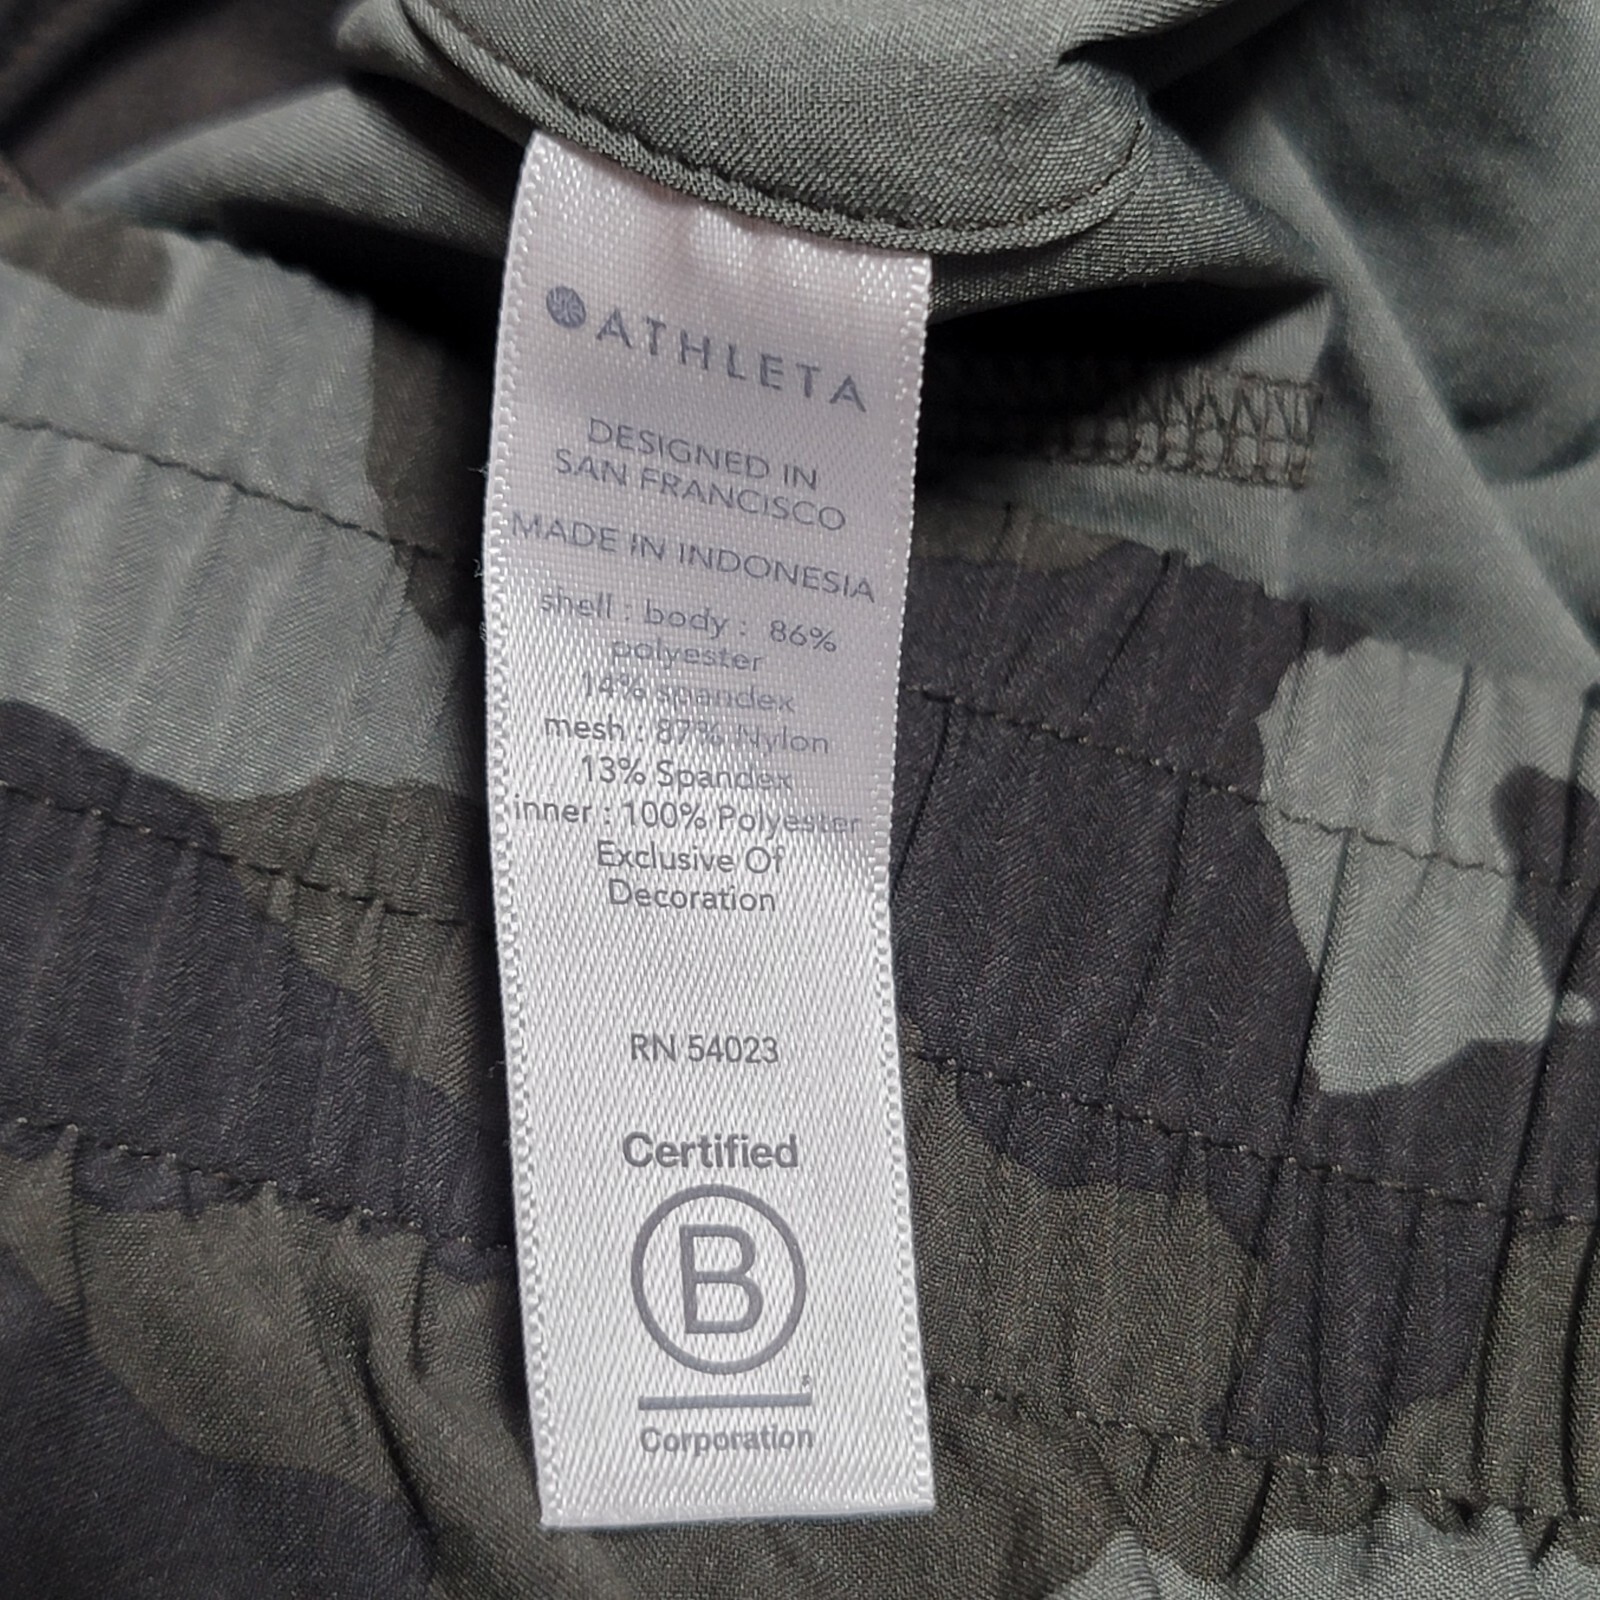 ATHLETA
DESIGNED IN
SAN FRANCISCO
MADE IN INDONESIA
shell : body : 86%
polyester
14% spandex
mesh : 87% Nylon
13% Spandex
inner : 100% Polyester
Exclusive Of
Decoration
RN 54023
Certified
B
Corporation